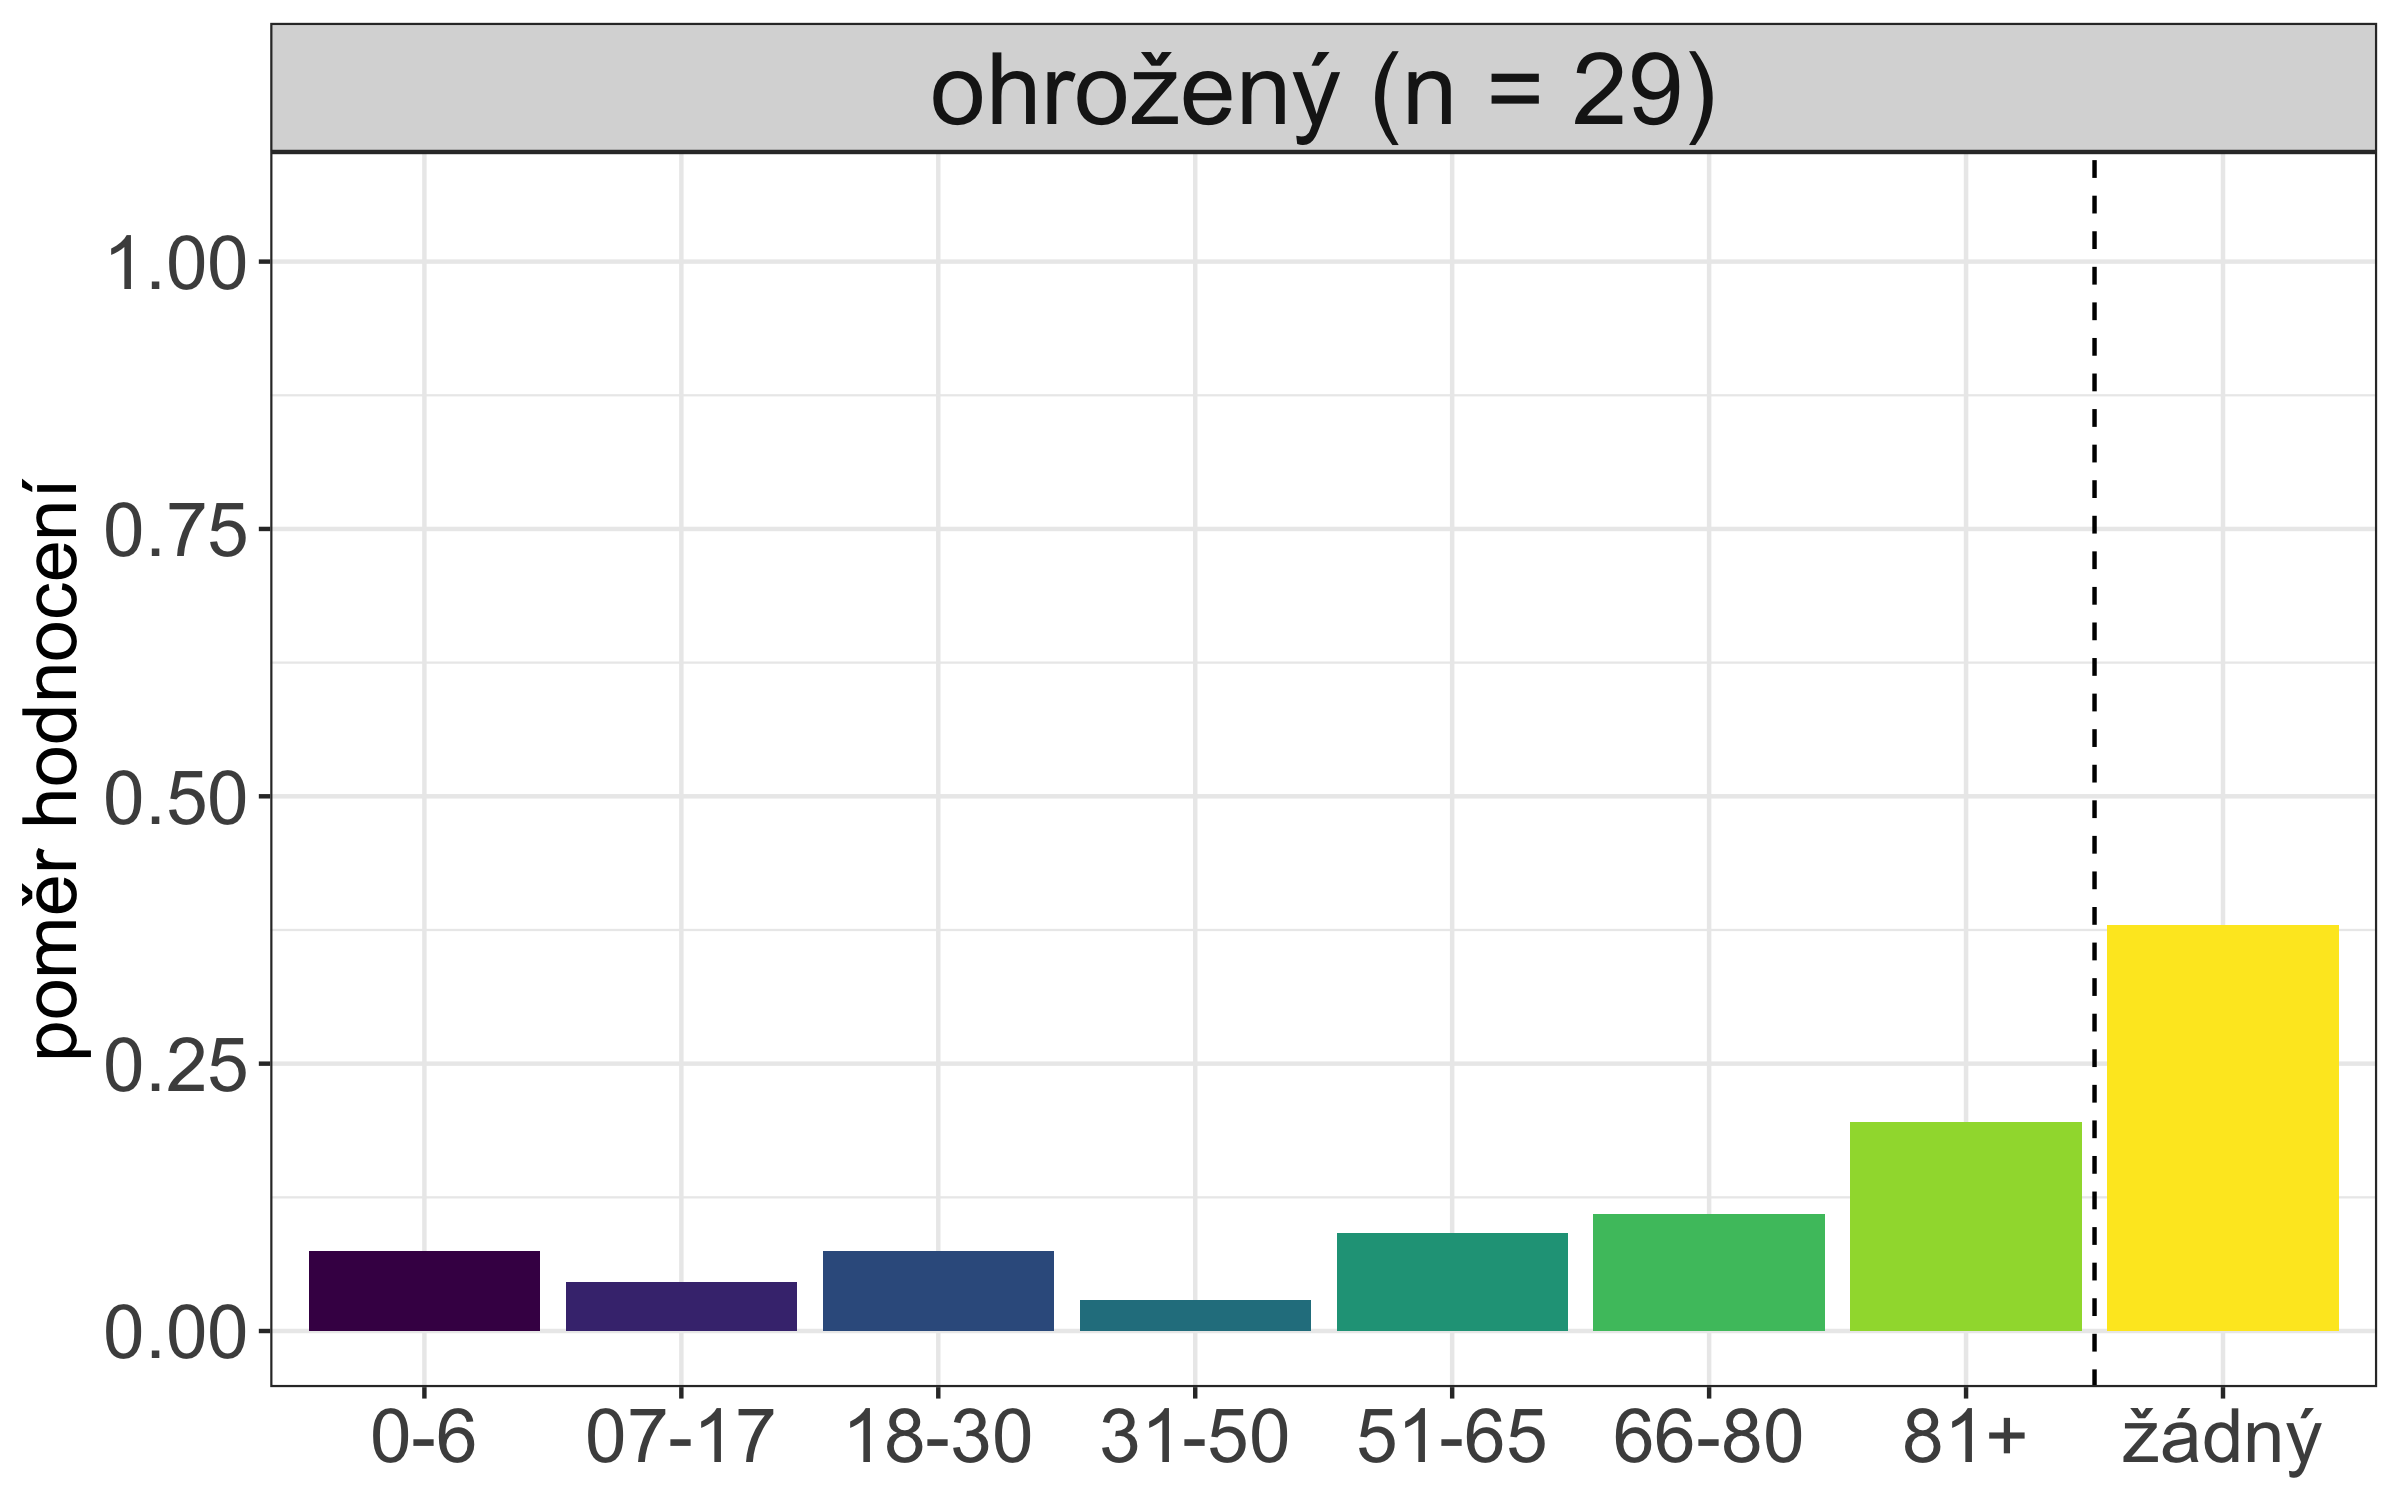 ohrožený (n = 29)
poměr hodnocení
1.00
0.75
0.50
0.25
0.00
0-6 07-17 18-30 31-50 51-65 66-80 81+ žádný